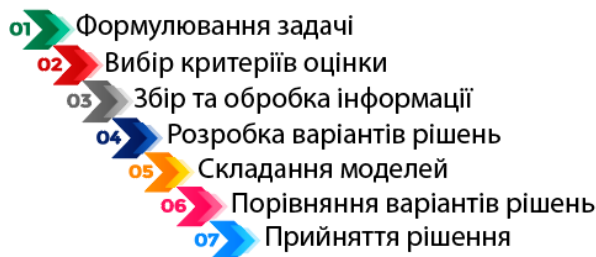 01 Формулювання задачі
02 Вибір критеріїв оцінки
03 Збір та обробка інформації
04 Розробка варіантів рішень
05 Складання моделей
06 Порівняння варіантів рішень
07 Прийняття рішення